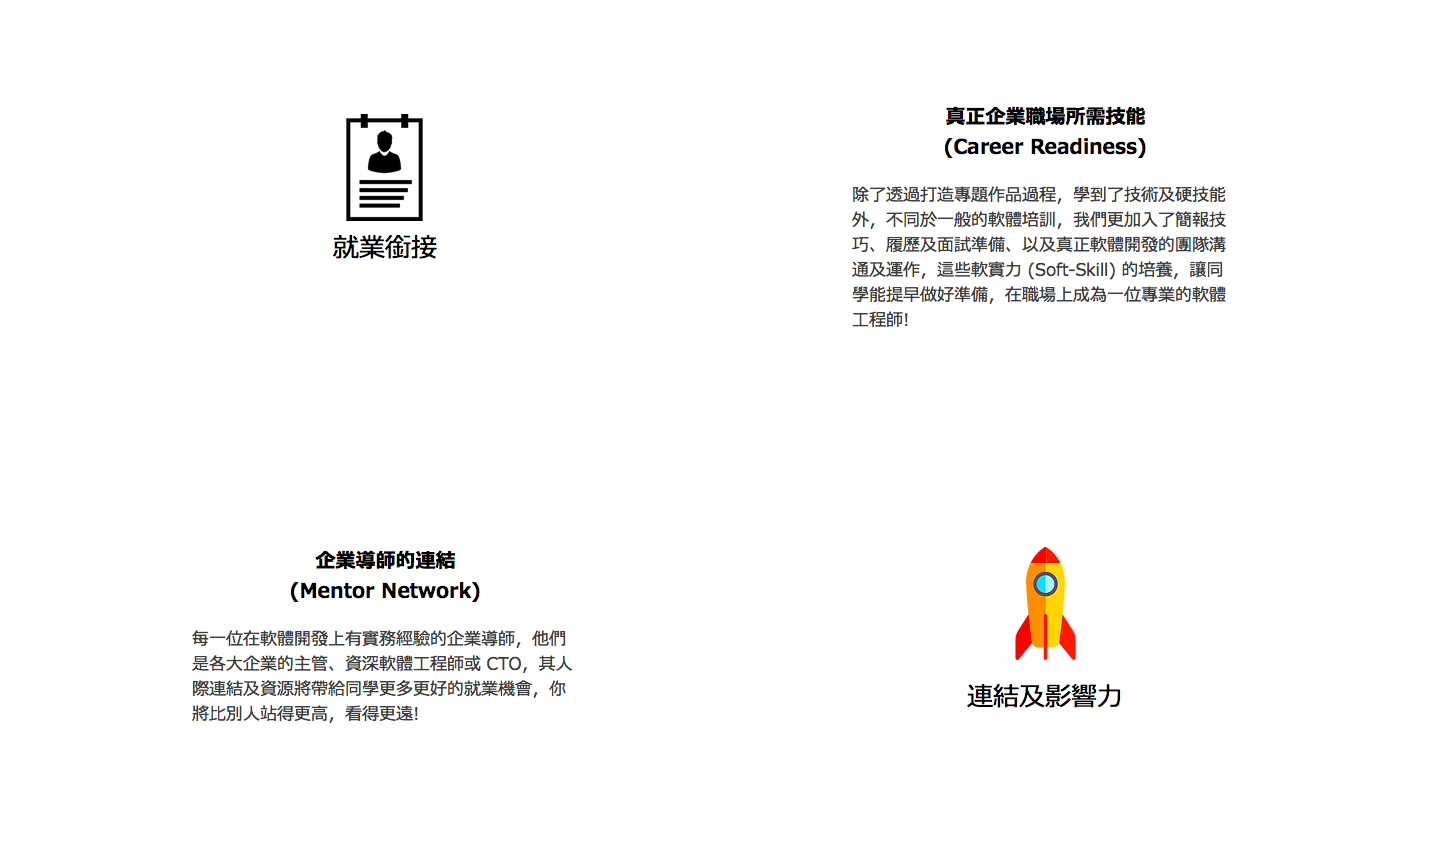 就業銜接
真正企業職場所需技能
(Career Readiness)
除了透過打造專題作品過程，學到了技術及硬技能
外，不同於一般的軟體培訓，我們更加入了簡報技
巧、履歷及面試準備、以及真正軟體開發的團隊溝
通及運作，這些軟實力 (Soft-Skill) 的培養，讓同
學能提早做好準備，在職場上成為一位專業的軟體
工程師！
企業導師的連結
(Mentor Network)
每一位在軟體開發上有實務經驗的企業導師，他們
是各大企業的主管、資深軟體工程師或 CTO，其人
際連結及資源將帶給同學更多更好的就業機會，你
將比別人站得更高，看得更遠！
連結及影響力